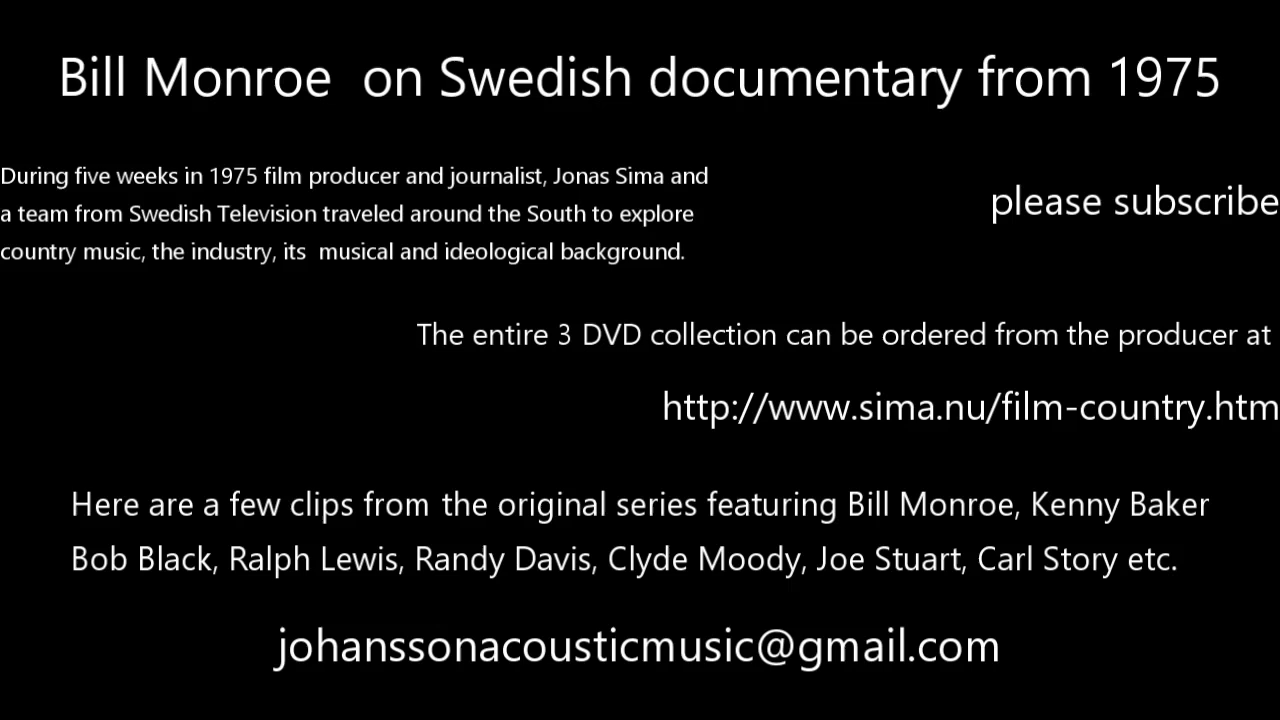 Bill Monroe  on Swedish documentary from 1975
During five weeks in 1975 film producer and journalist, Jonas Sima and
a team from Swedish Television traveled around the South to explore
country music, the industry, its  musical and ideological background.
please subscribe
The entire 3 DVD collection can be ordered from the producer at
http://www.sima.nu/film-country.htm
Here are a few clips from the original series featuring Bill Monroe, Kenny Baker
Bob Black, Ralph Lewis, Randy Davis, Clyde Moody, Joe Stuart, Carl Story etc.
johanssonacousticmusic@gmail.com